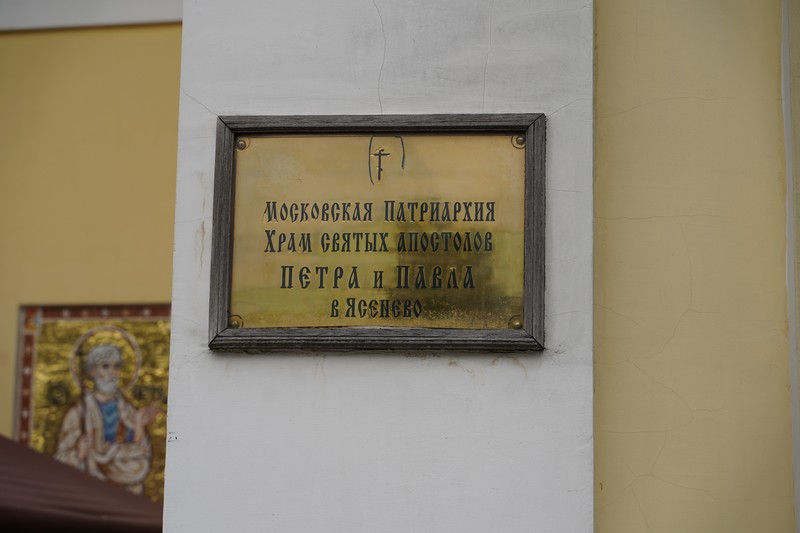 Московская Патриархия
Храм святых апостолов
ПЕТРА и ПАВЛА
в Ясенево